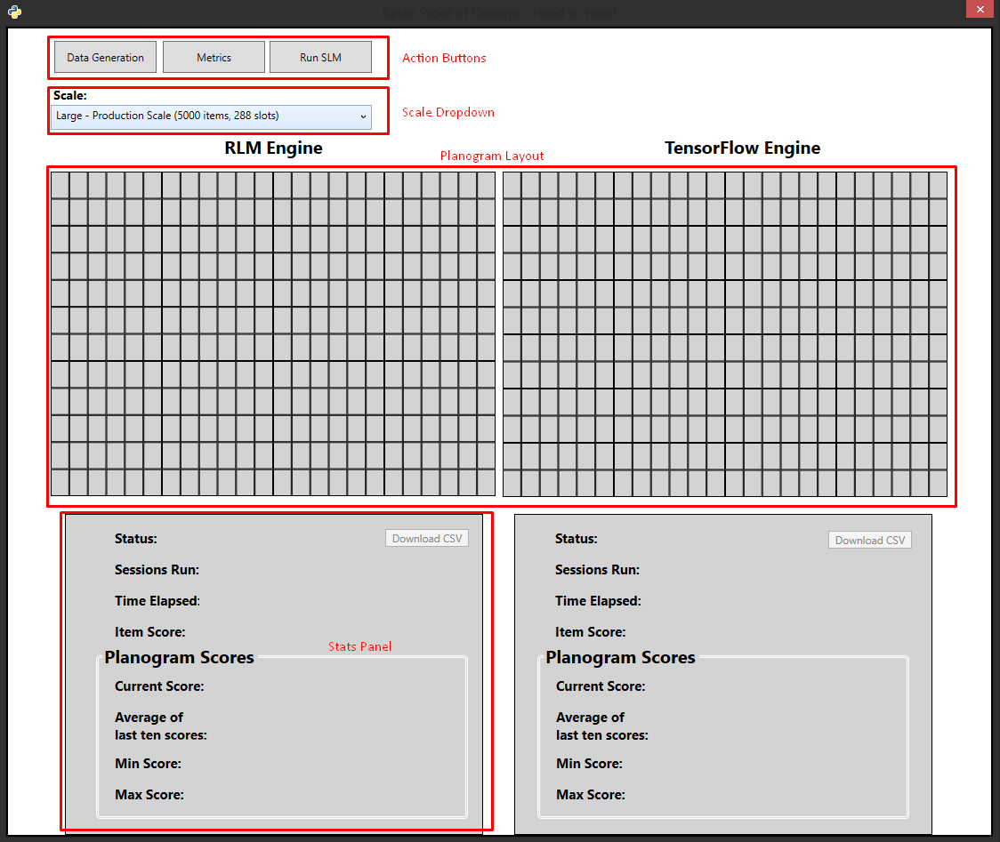 Retail Proof of Concept - Head to Head
Data Generation
Metrics
Run SLM
Action Buttons
Scale:
Large - Production Scale (5000 items, 288 slots)
Scale Dropdown
RLM Engine
Planogram Layout
TensorFlow Engine
Status:
Download CSV
Sessions Run:
Time Elapsed:
Item Score:
Stats Panel
Planogram Scores
Current Score:
Average of
last ten scores:
Min Score:
Max Score:
Status:
Download CSV
Sessions Run:
Time Elapsed:
Item Score:
Planogram Scores
Current Score:
Average of
last ten scores:
Min Score:
Max Score: